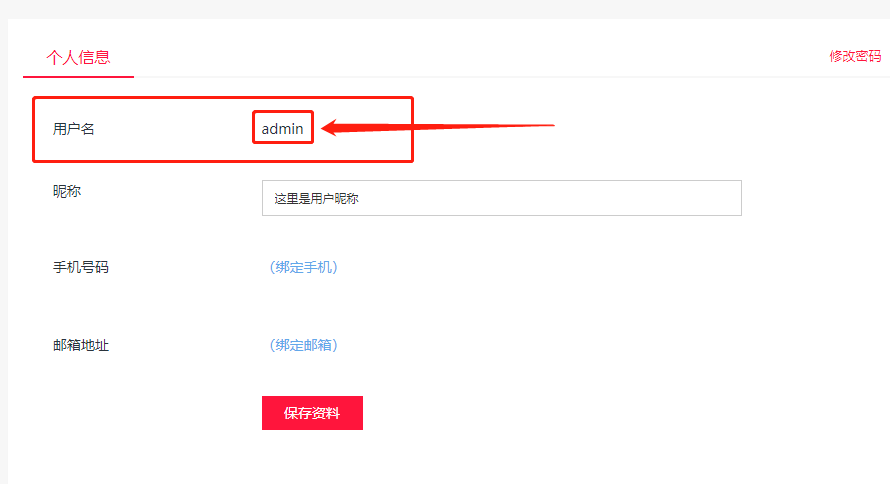 个人信息 修改密码
用户名 admin
昵称 这里是用户昵称
手机号码 （绑定手机）
邮箱地址 （绑定邮箱）
保存资料